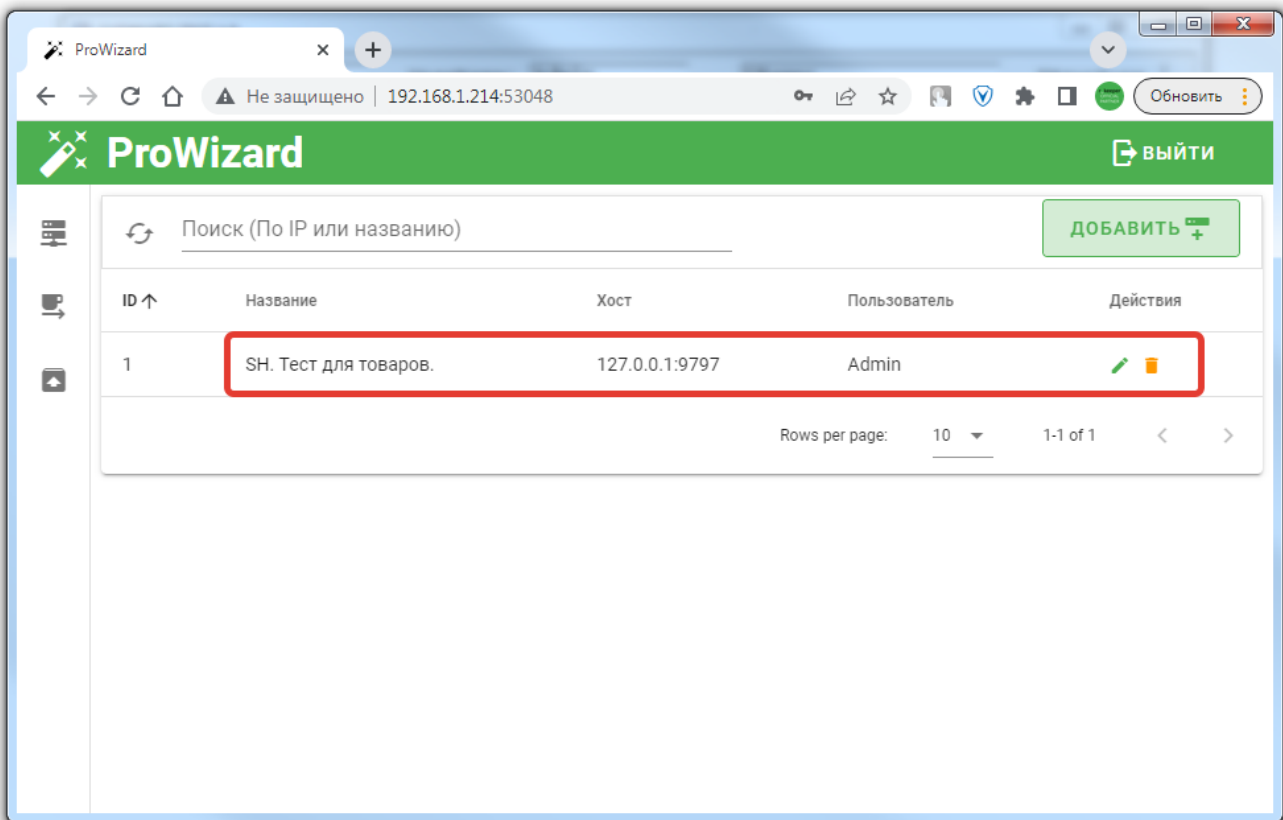 ProWizard
Не защищено 192.168.1.214:53048 Обновить
ProWizard ВЫЙТИ
Поиск (По IP или названию) ДОБАВИТЬ
ID Название Хост Пользователь Действия
1 SH. Тест для товаров. 127.0.0.1:9797 Admin
Rows per page: 10 1-1 of 1